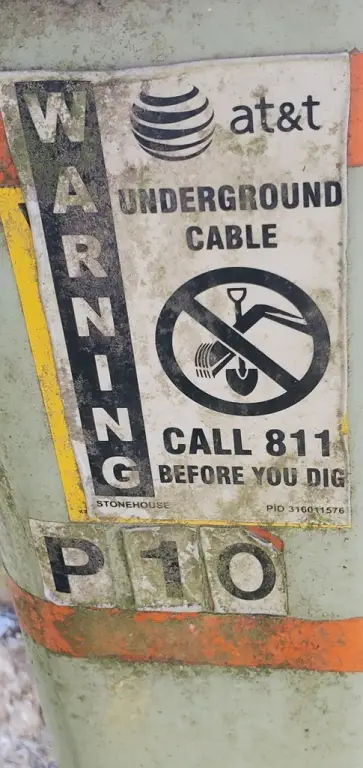 WARNING
at&t
UNDERGROUND
CABLE
CALL 811
BEFORE YOU DIG
STONEHOUSE
PID 316011576
P10